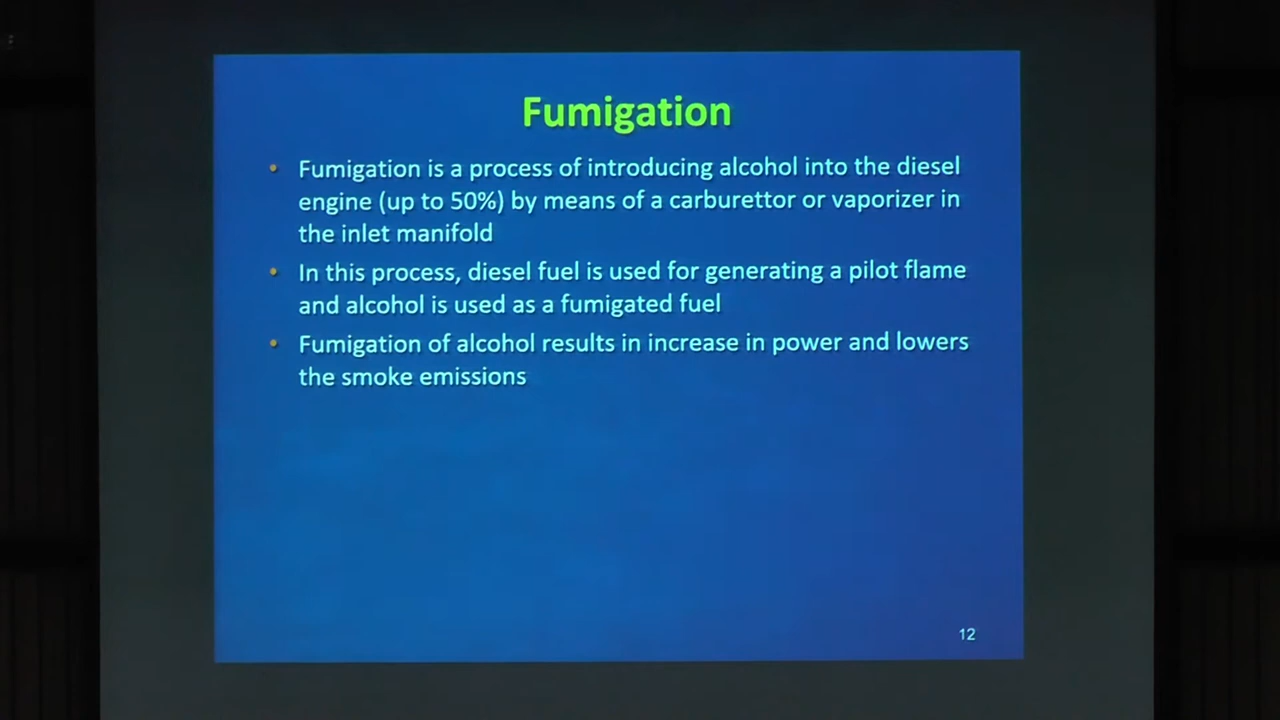 Fumigation
• Fumigation is a process of introducing alcohol into the diesel
engine (up to 50%) by means of a carburettor or vaporizer in
the inlet manifold
• In this process, diesel fuel is used for generating a pilot flame
and alcohol is used as a fumigated fuel
• Fumigation of alcohol results in increase in power and lowers
the smoke emissions
12